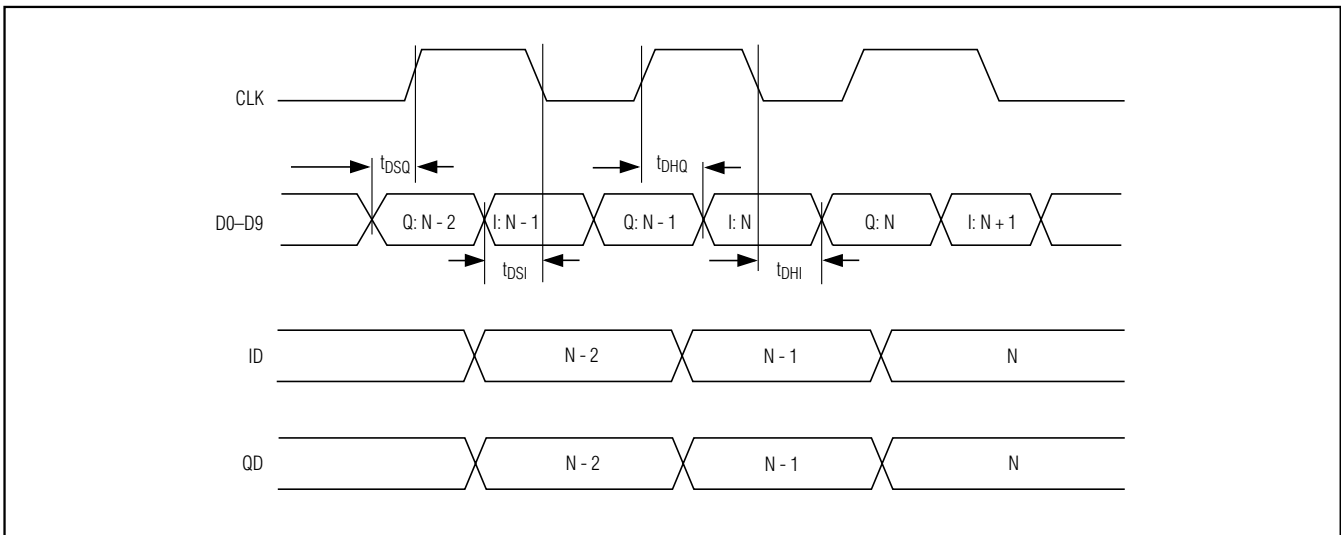 CLK
tDSQ
tDHQ
D0–D9
Q: N - 2
I: N - 1
Q: N - 1
I: N
Q: N
I: N + 1
tDSI
tDHI
ID
N - 2
N - 1
N
QD
N - 2
N - 1
N